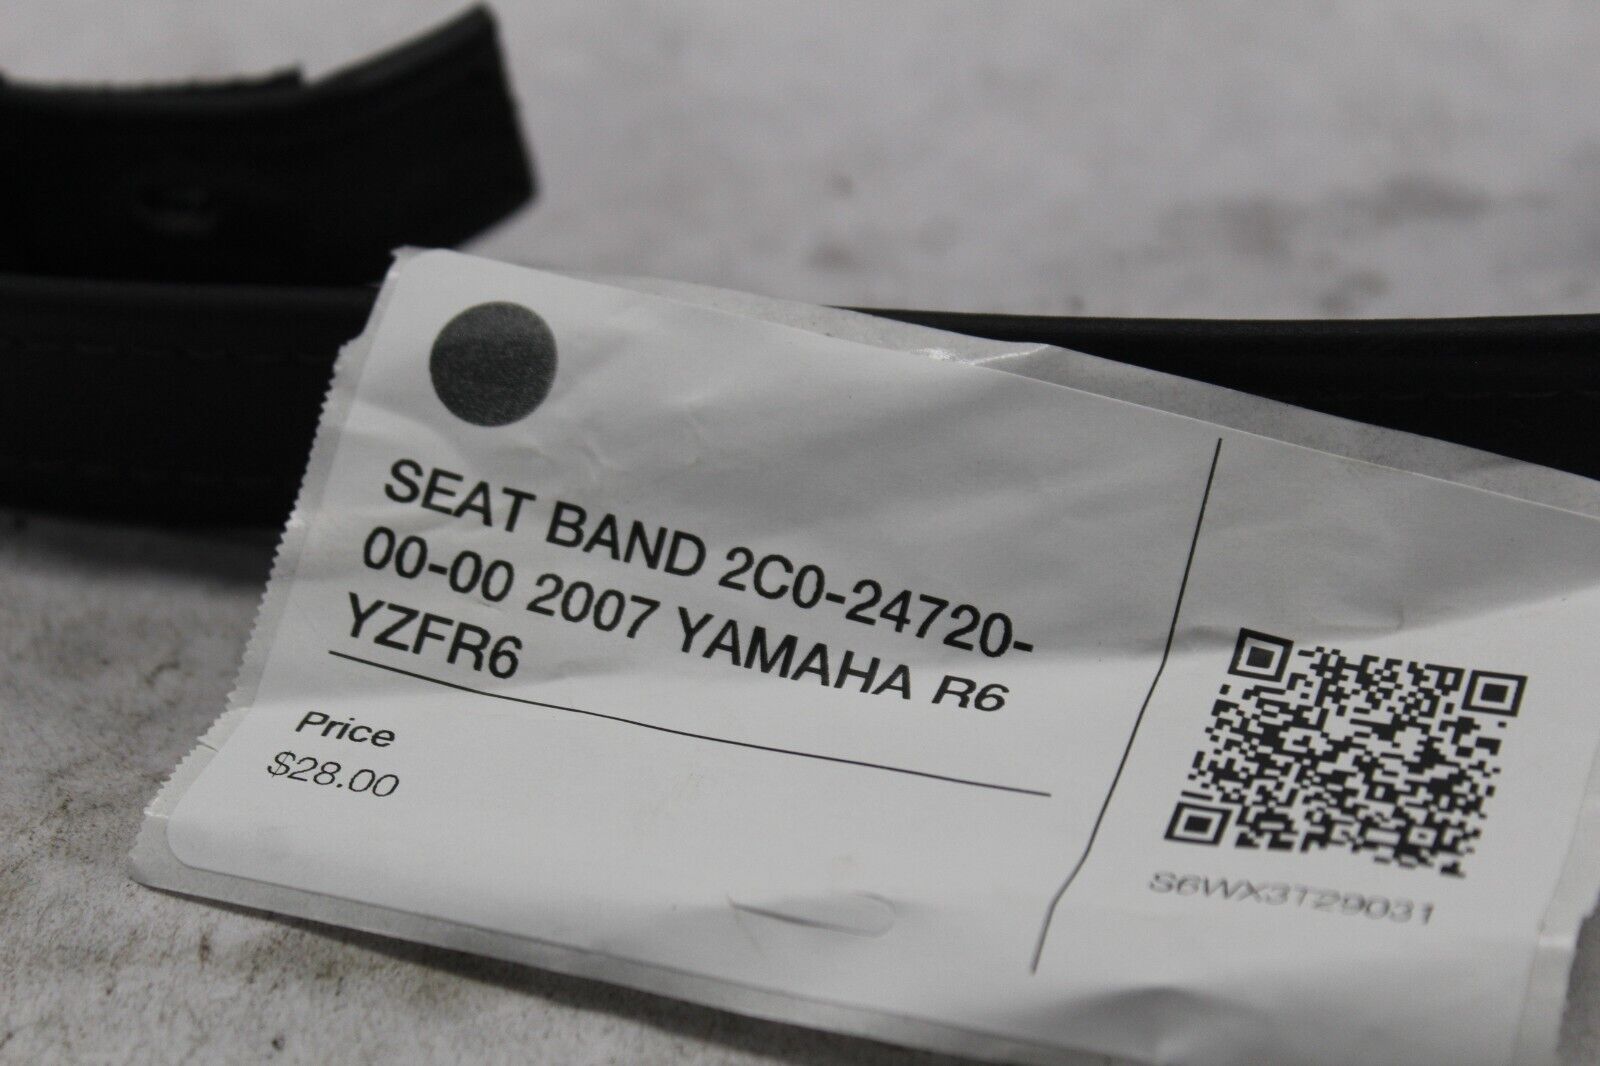 SEAT BAND 2C0-24720-
00-00 2007 YAMAHA R6
YZFR6
Price
$28.00
S6WX3T29031